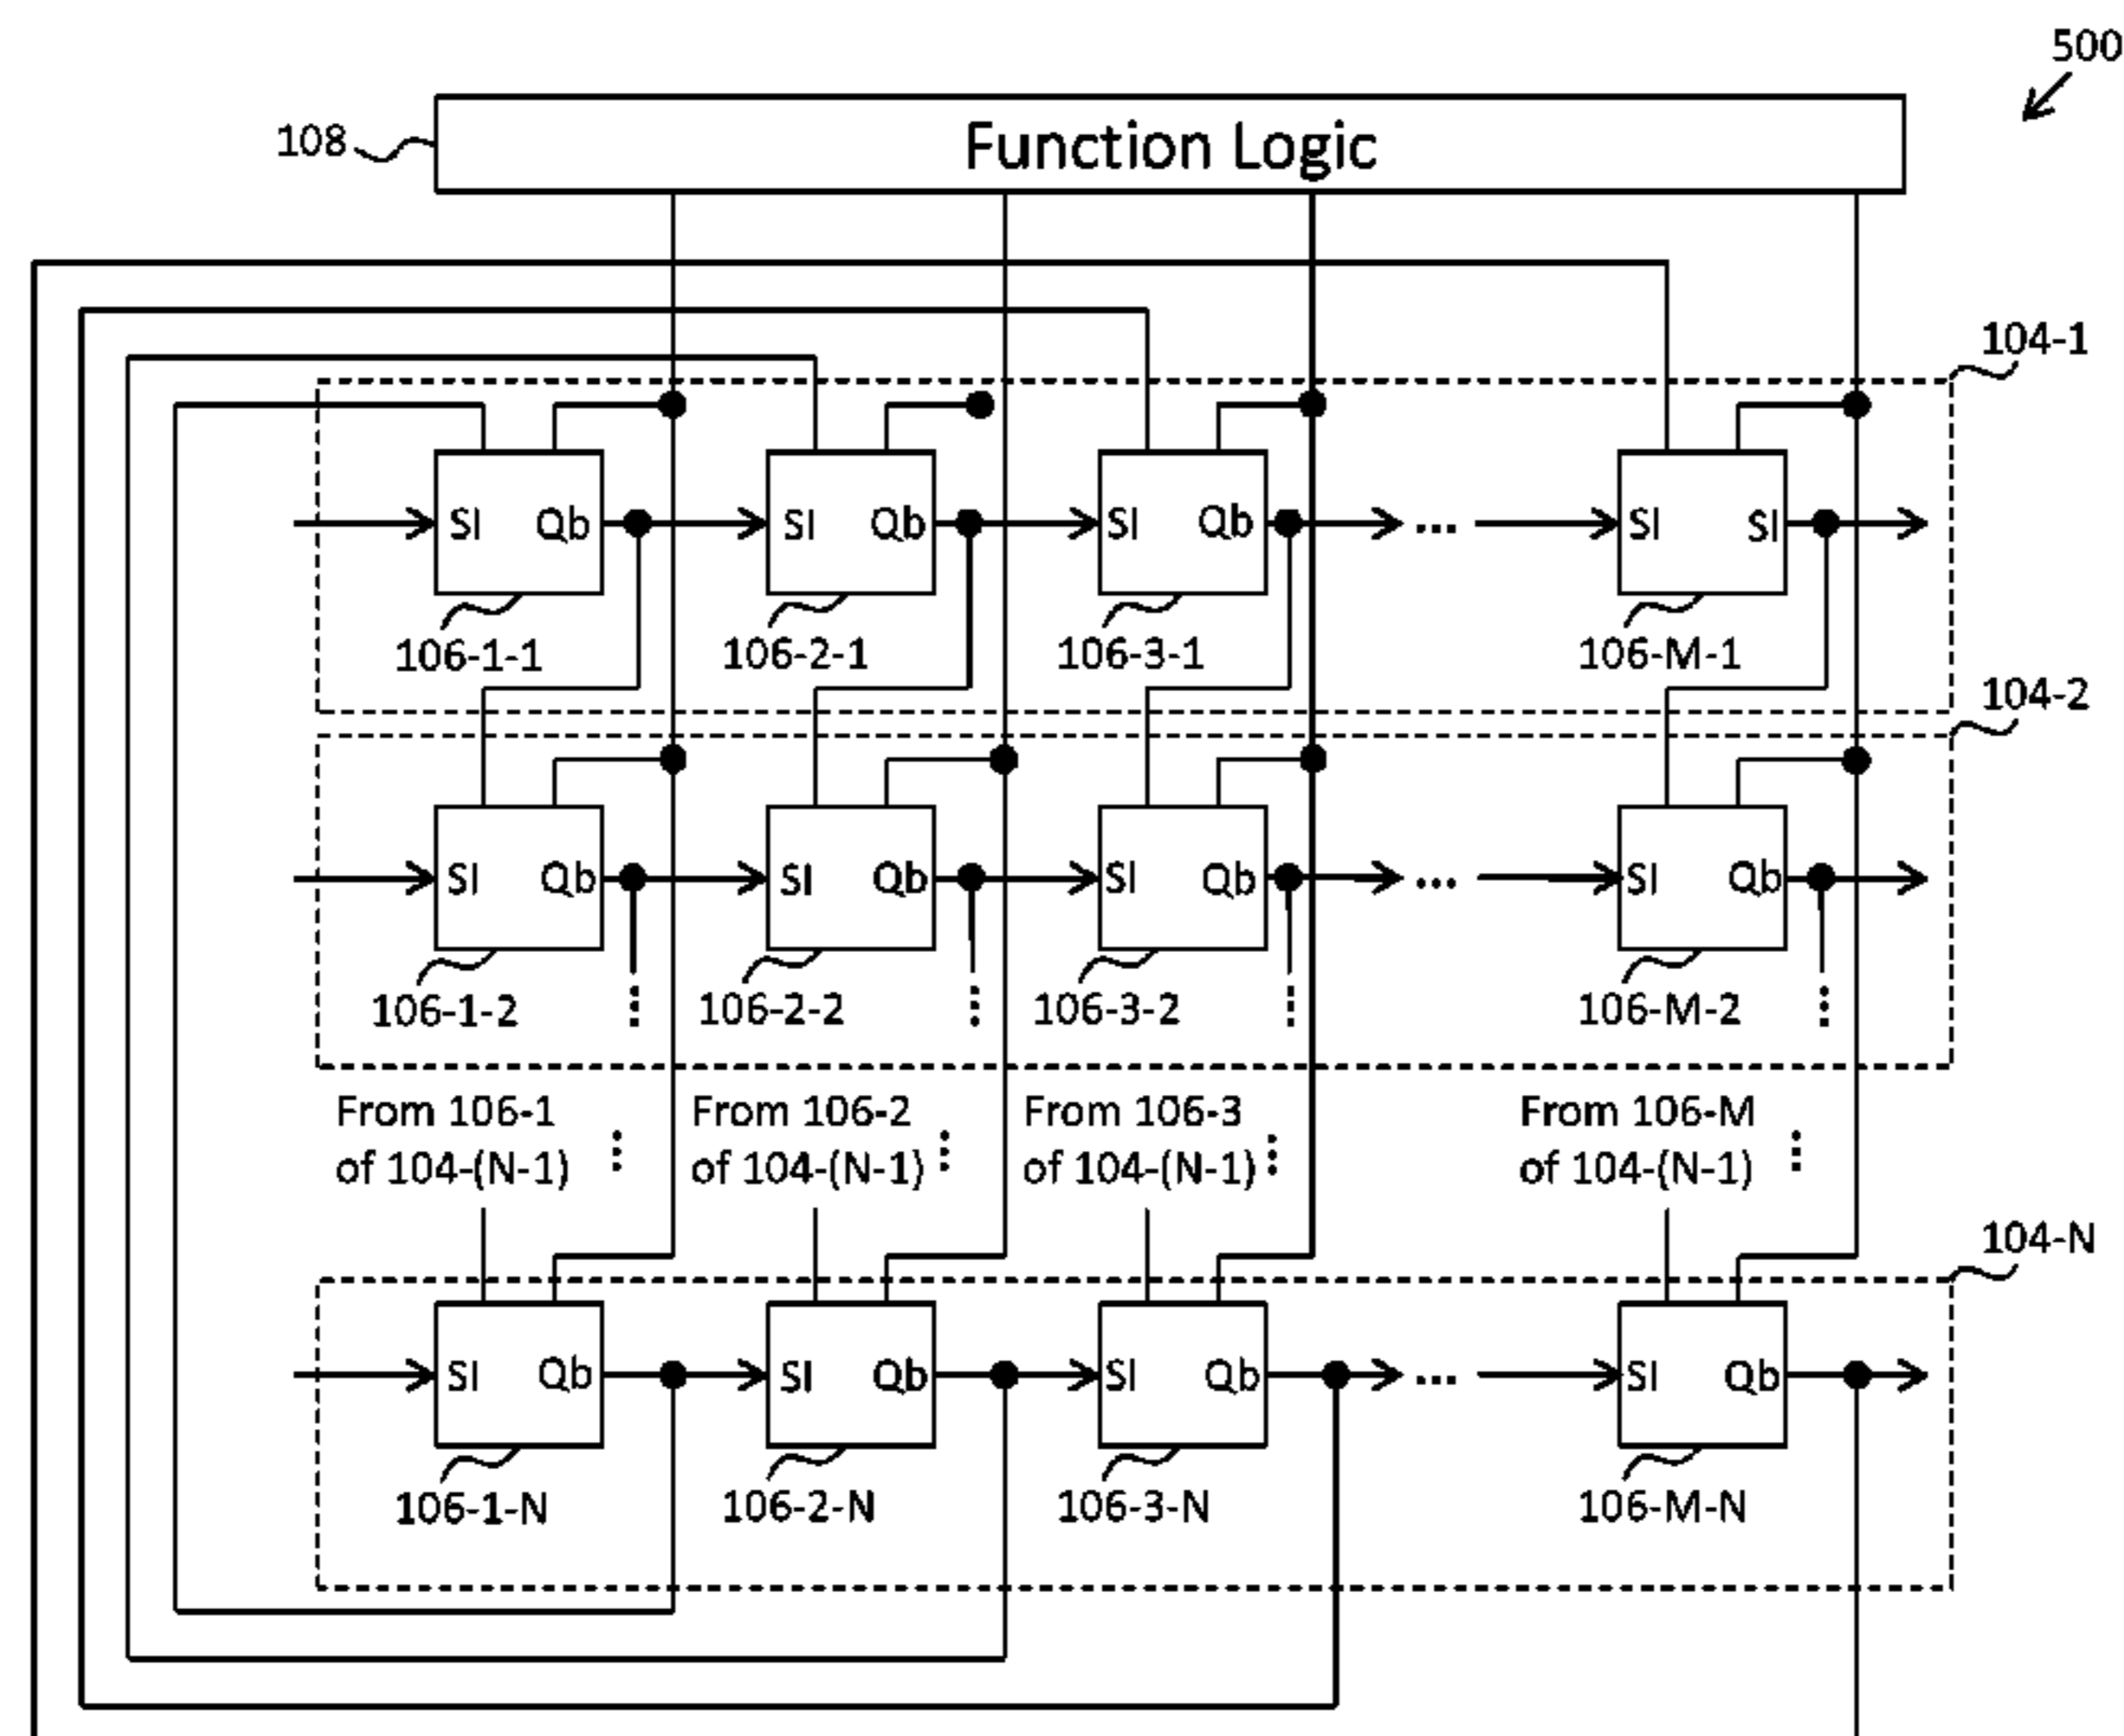 500
108
Function Logic
104-1
SI Qb SI Qb SI Qb ... SI SI
106-1-1 106-2-1 106-3-1 106-M-1
104-2
SI Qb SI Qb SI Qb ... SI Qb
106-1-2 106-2-2 106-3-2 106-M-2
From 106-1 From 106-2 From 106-3 From 106-M
of 104-(N-1) of 104-(N-1) of 104-(N-1) of 104-(N-1)
104-N
SI Qb SI Qb SI Qb ... SI Qb
106-1-N 106-2-N 106-3-N 106-M-N